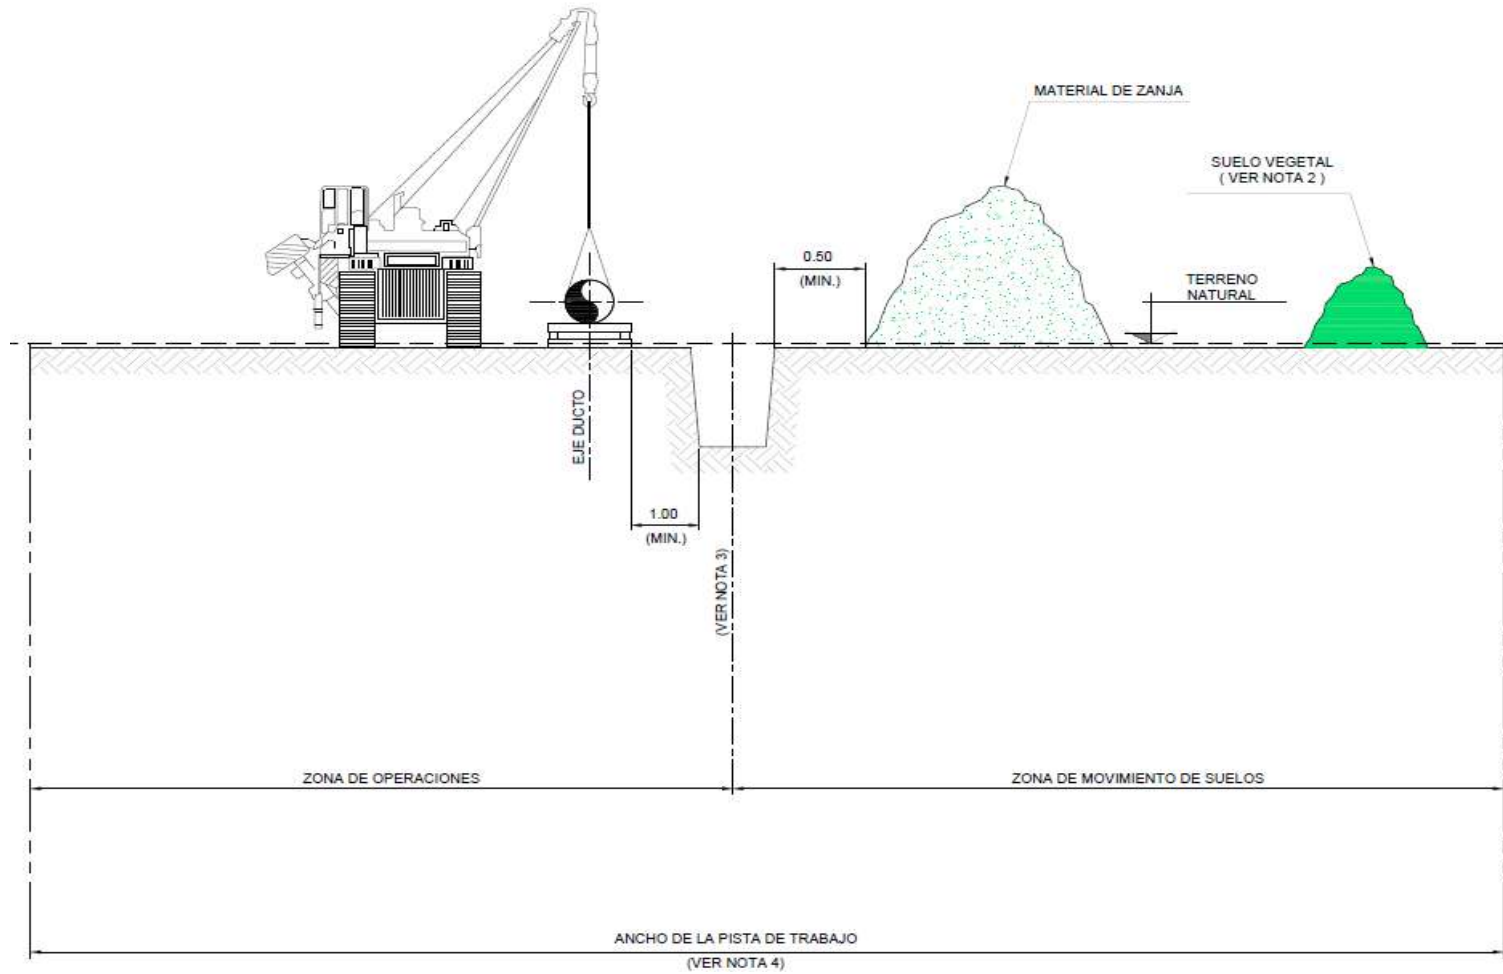 MATERIAL DE ZANJA
SUELO VEGETAL
( VER NOTA 2 )
0.50
(MIN.)
TERRENO
NATURAL
EJE DUCTO
1.00
(MIN.)
(VER NOTA 3)
ZONA DE OPERACIONES
ZONA DE MOVIMIENTO DE SUELOS
ANCHO DE LA PISTA DE TRABAJO
(VER NOTA 4)